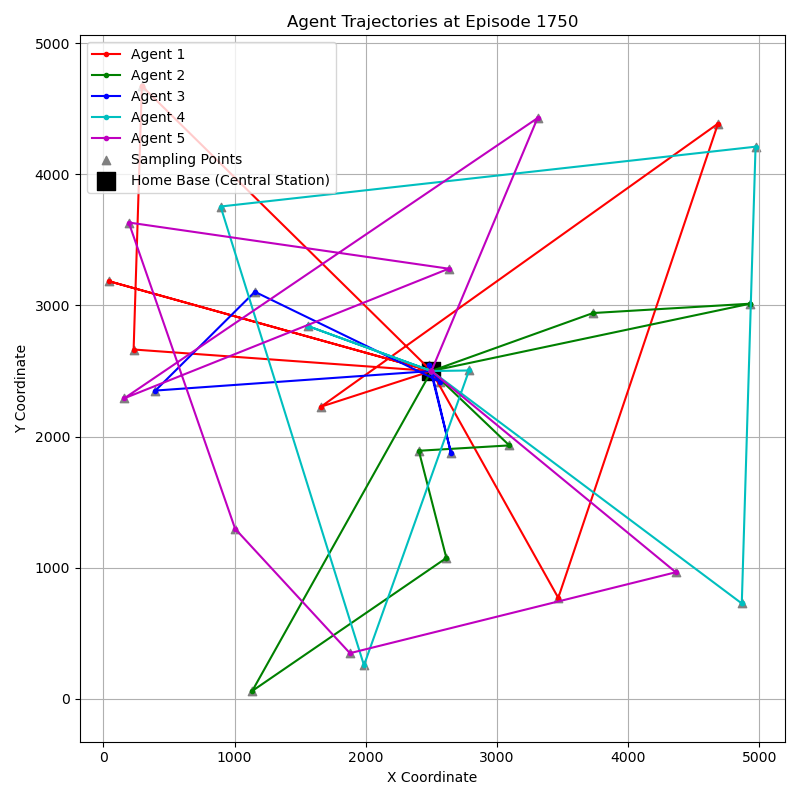 Agent Trajectories at Episode 1750
Agent 1
Agent 2
Agent 3
Agent 4
Agent 5
Sampling Points
Home Base (Central Station)
Y Coordinate
5000
4000
3000
2000
1000
0
0 1000 2000 3000 4000 5000
X Coordinate